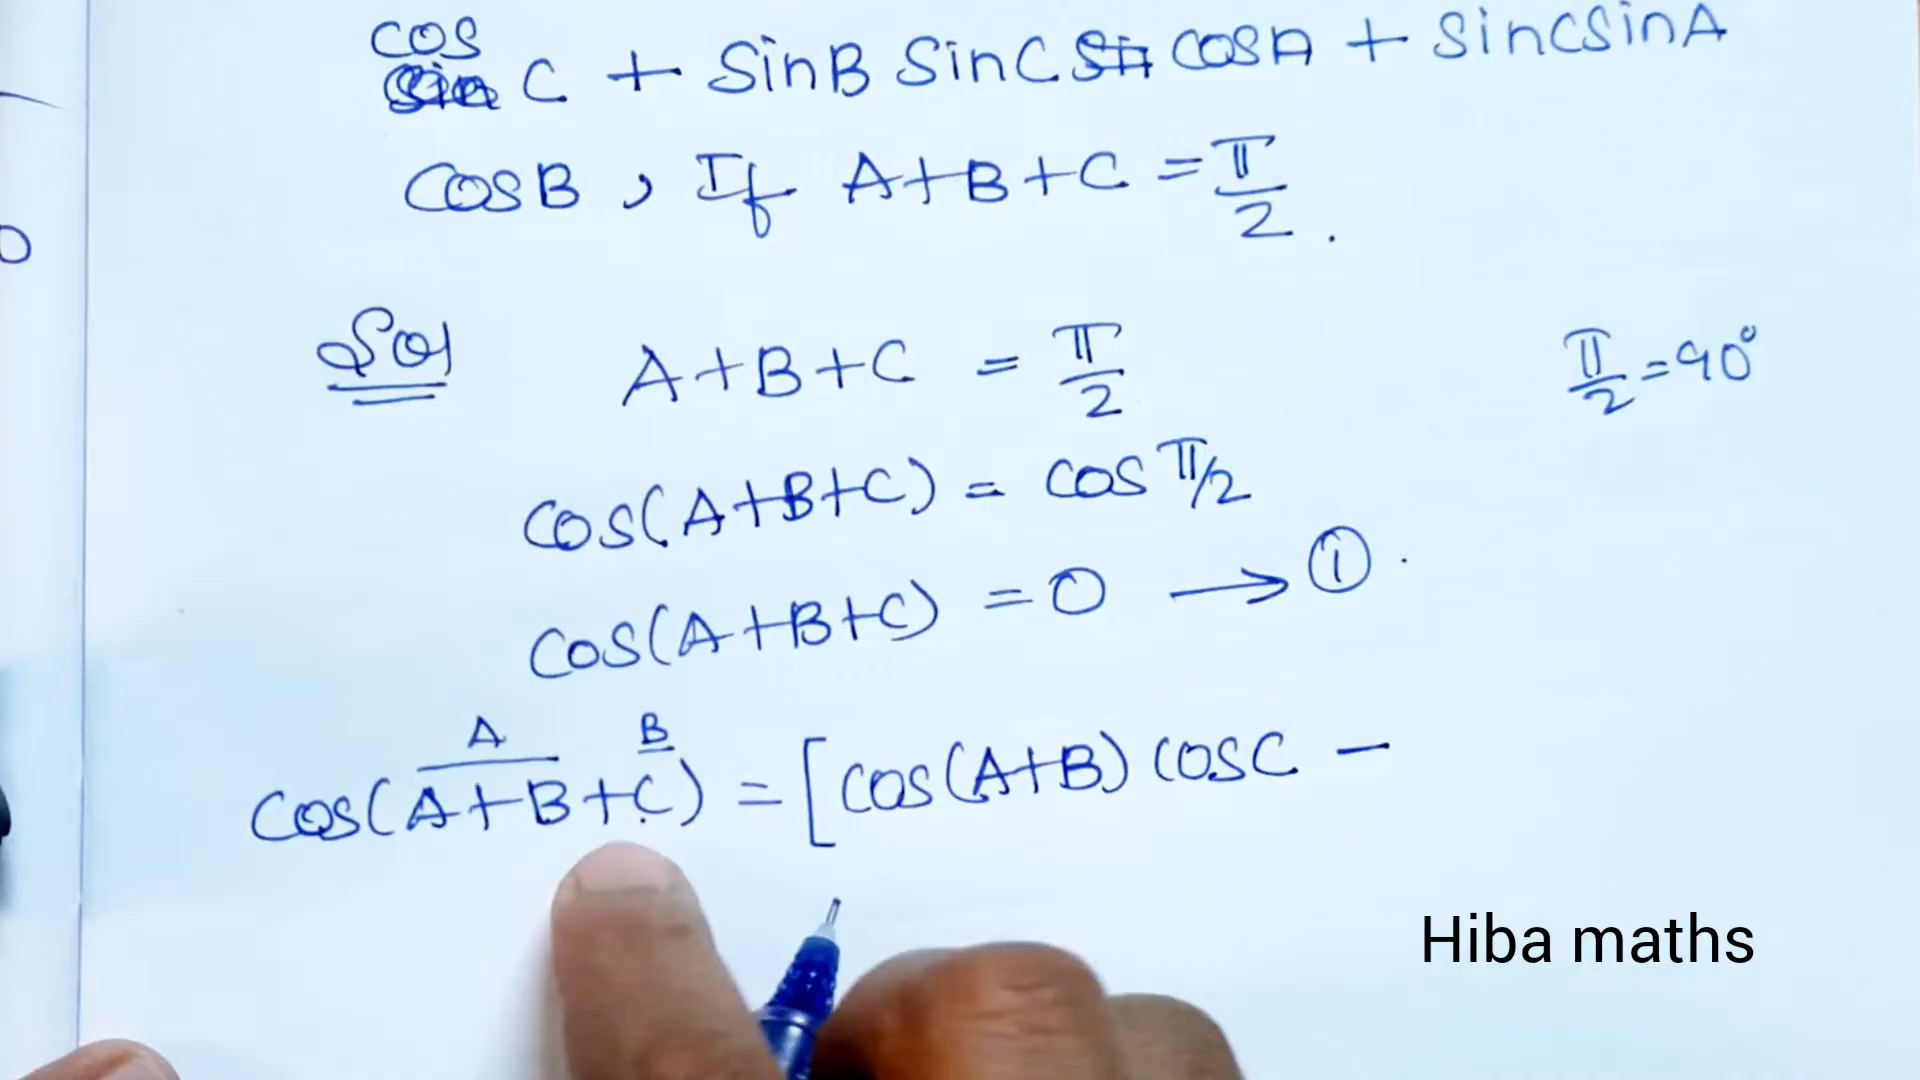 cos
C + sinB sinC cosA + sinCsinA
cosB, If A+B+C = π/2.
Sol A+B+C = π/2 π/2 = 90°
cos(A+B+C) = cos π/2
cos(A+B+C) = 0 → ①.
A B
cos(A+B+C) = [cos(A+B) cosC −
Hiba maths